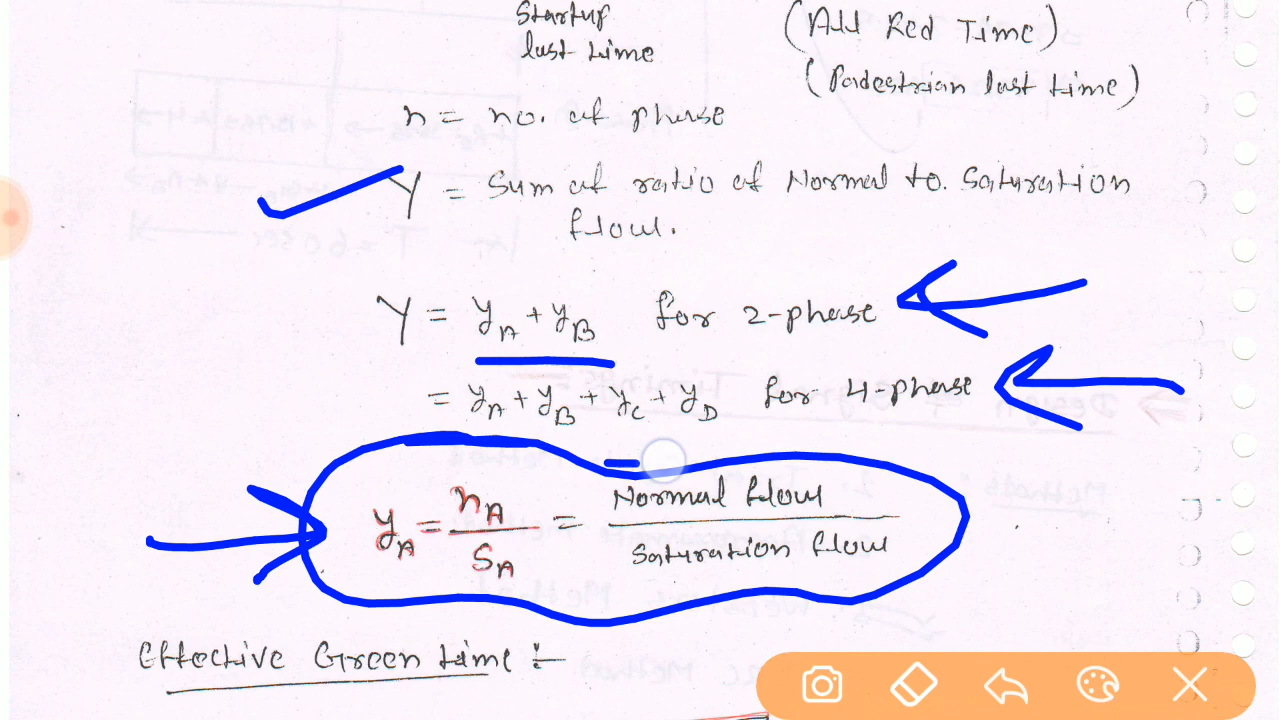 Startup
lost time
(All Red Time)
(Padestrian lost time)
n = no. of phase
Y = Sum of ratio of Normal to. Saturation
flow.
Y = yA + yB for 2-phase
= yA + yB + yC + yD for 4-phase
yA = nA / SA = Normal flow / Saturation flow
Effective Green time :-